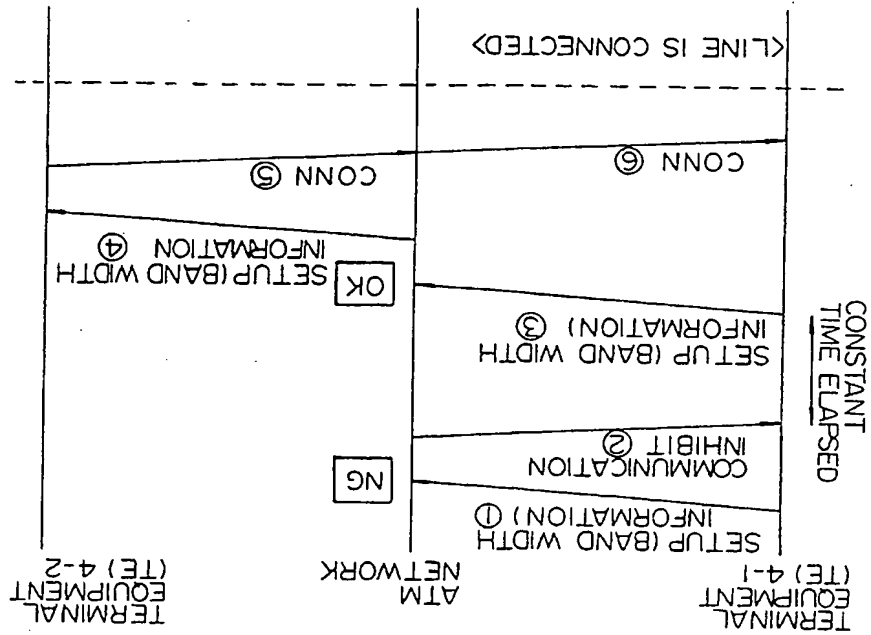 TERMINAL
EQUIPMENT
(TE) 4-1
ATM
NETWORK
TERMINAL
EQUIPMENT
(TE) 4-2
SETUP (BAND WIDTH
INFORMATION) ①
NG
COMMUNICATION
INHIBIT ②
CONSTANT
TIME ELAPSED
SETUP (BAND WIDTH
INFORMATION) ③
OK
SETUP (BAND WIDTH
INFORMATION ④
CONN ⑤
CONN ⑥
<LINE IS CONNECTED>